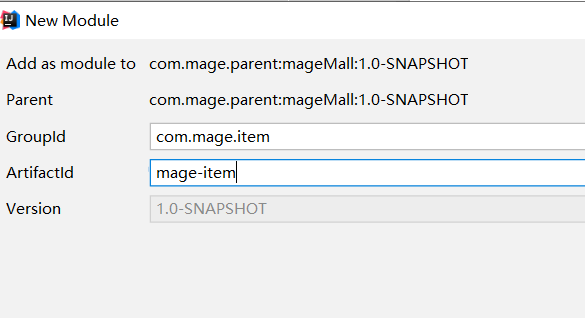 New Module
Add as module to com.mage.parent:mageMall:1.0-SNAPSHOT
Parent com.mage.parent:mageMall:1.0-SNAPSHOT
GroupId com.mage.item
ArtifactId mage-item
Version 1.0-SNAPSHOT